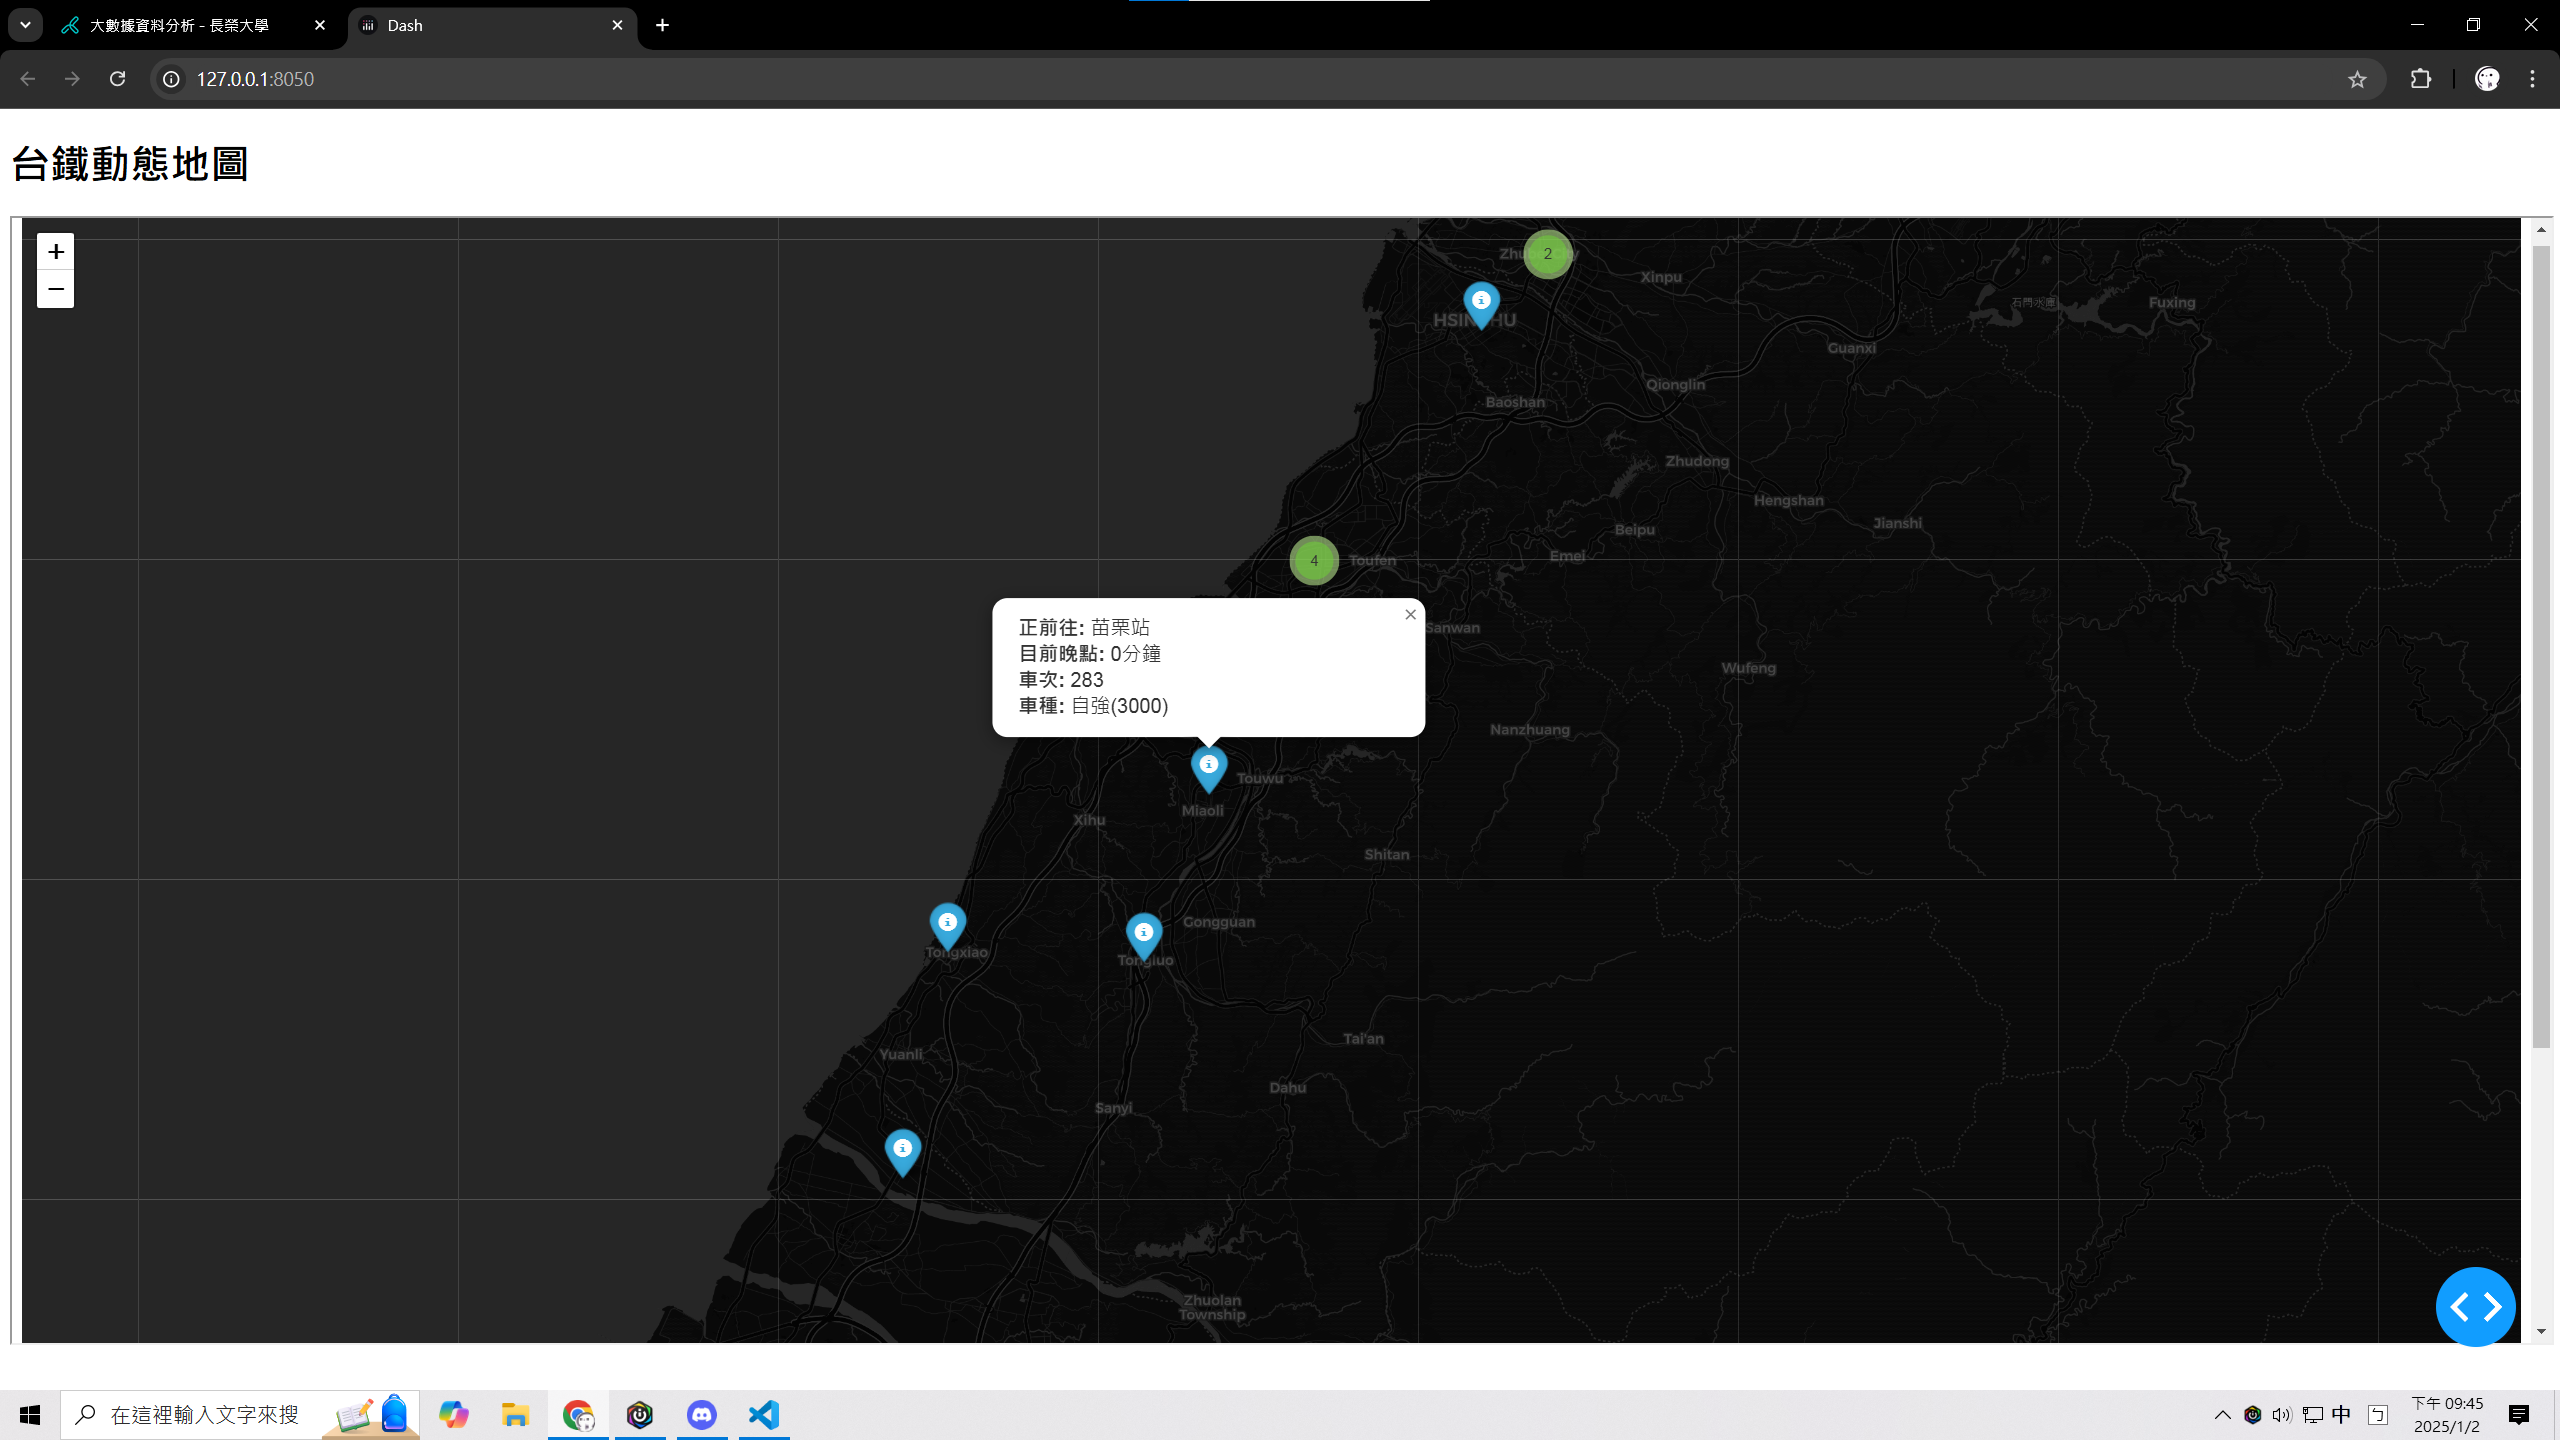 大數據資料分析 - 長榮大學
Dash
127.0.0.1:8050
台鐵動態地圖
+
−
2
Xinpu
石門水庫
Fuxing
Guanxi
Qionglin
Baoshan
Zhudong
Hengshan
Jianshi
Beipu
Emei
4
Toufen
正前往: 苗栗站
目前晚點: 0分鐘
車次: 283
車種: 自強(3000)
Sanwan
Wufeng
Nanzhuang
Touwu
Miaoli
Xihu
Shitan
Gongguan
Tongxiao
Tongluo
Tai'an
Yuanli
Dahu
Sanyi
Zhuolan
Township
在這裡輸入文字來搜
中
ㄅ
下午 09:45
2025/1/2